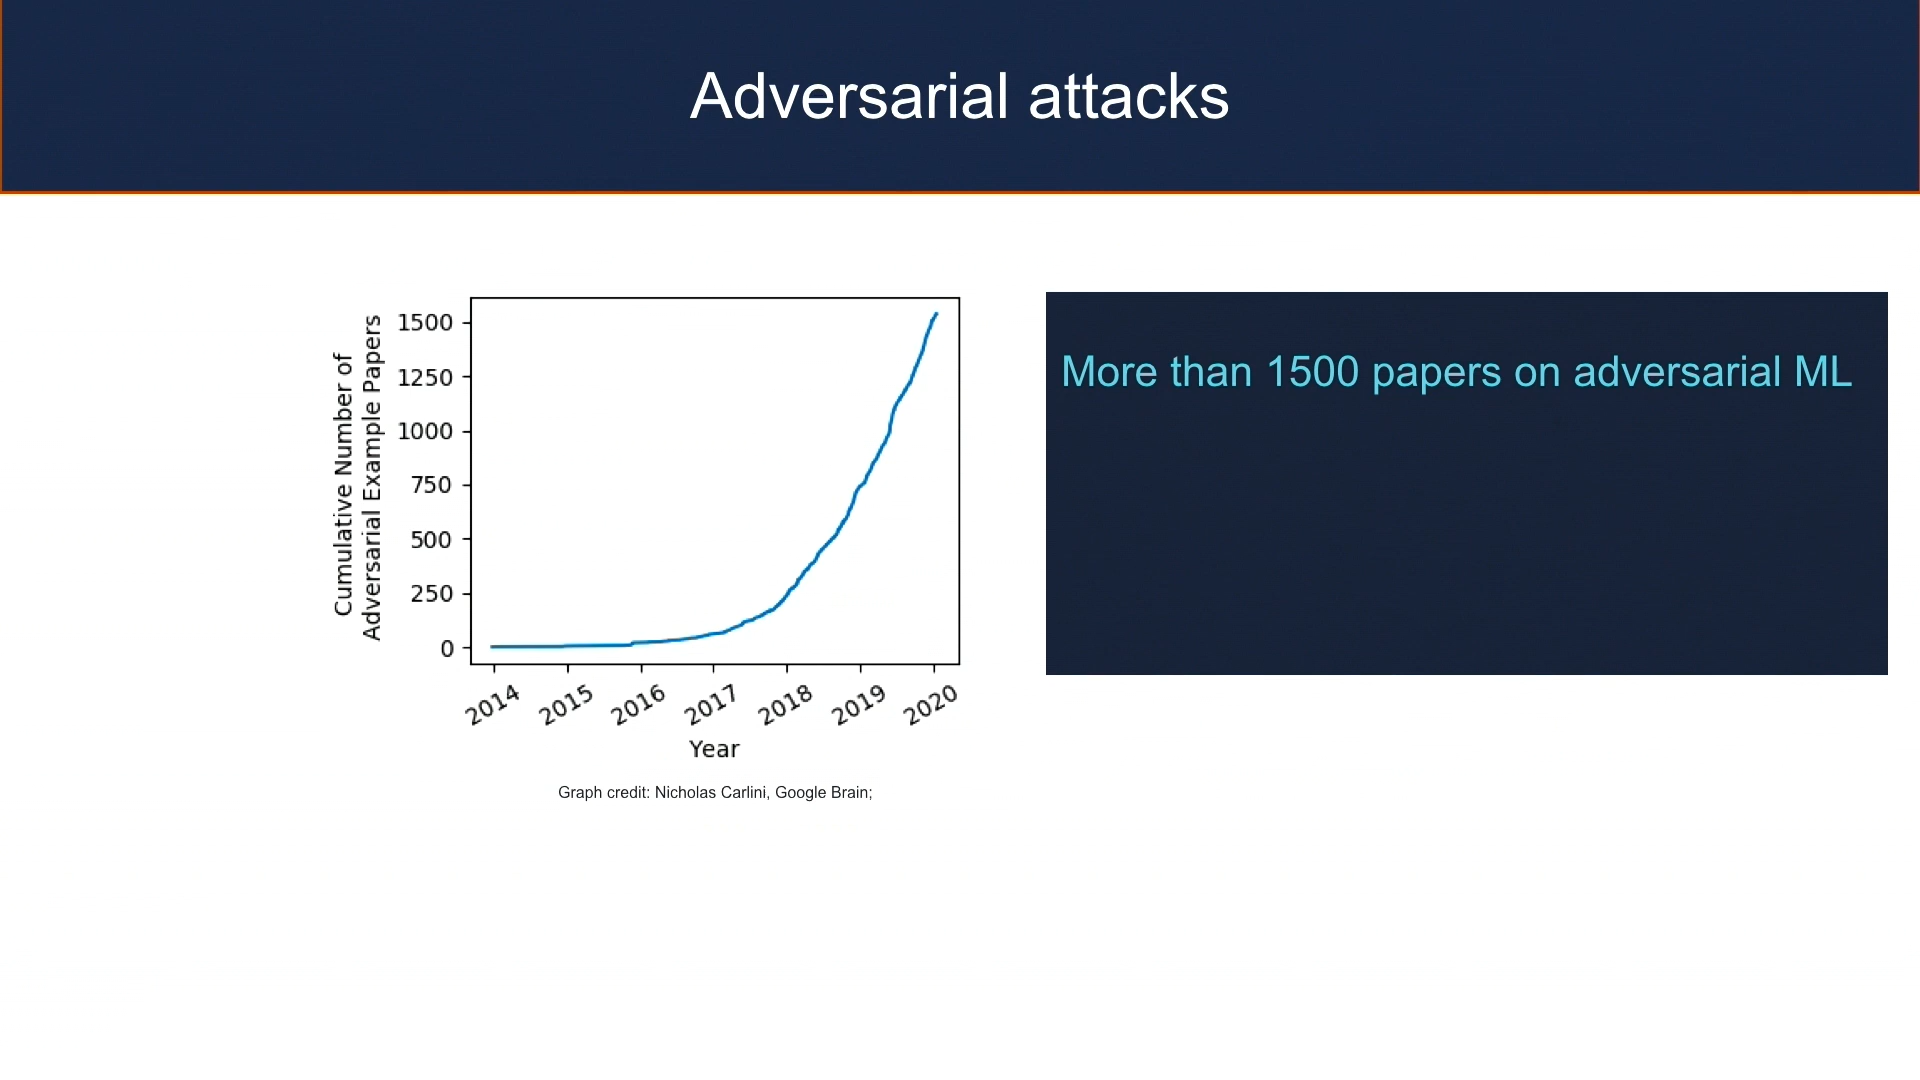 Adversarial attacks
Cumulative Number of
Adversarial Example Papers
1500
1250
1000
750
500
250
0
2014
2015
2016
2017
2018
2019
2020
Year
Graph credit: Nicholas Carlini, Google Brain;
More than 1500 papers on adversarial ML